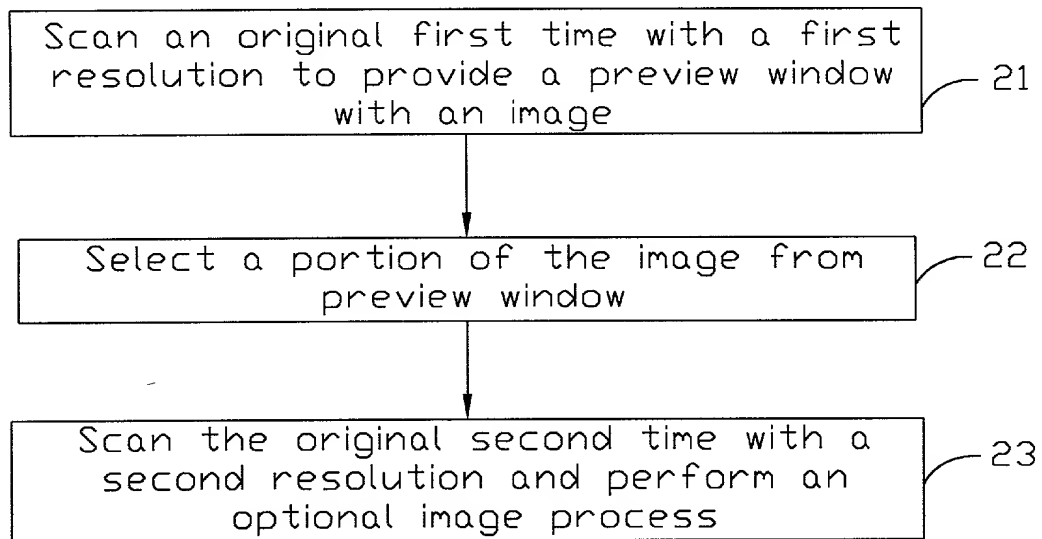 Scan an original first time with a first
resolution to provide a preview window
with an image
21
Select a portion of the image from
preview window
22
Scan the original second time with a
second resolution and perform an
optional image process
23